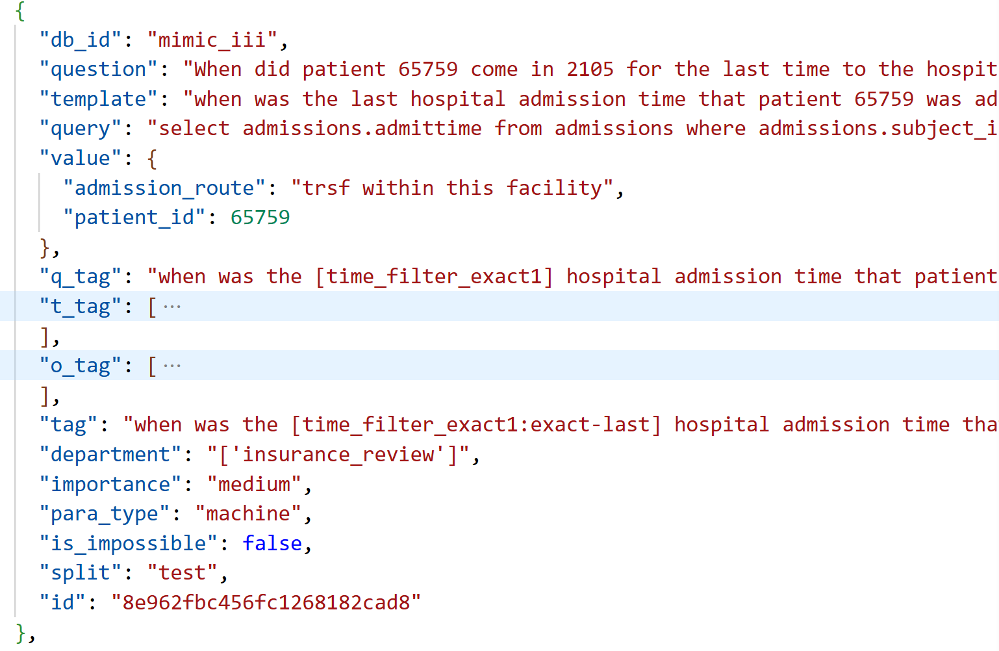 {
"db_id": "mimic_iii",
"question": "When did patient 65759 come in 2105 for the last time to the hospit
"template": "when was the last hospital admission time that patient 65759 was ad
"query": "select admissions.admittime from admissions where admissions.subject_i
"value": {
"admission_route": "trsf within this facility",
"patient_id": 65759
},
"q_tag": "when was the [time_filter_exact1] hospital admission time that patient
"t_tag": [ ···
],
"o_tag": [ ···
],
"tag": "when was the [time_filter_exact1:exact-last] hospital admission time tha
"department": "['insurance_review']",
"importance": "medium",
"para_type": "machine",
"is_impossible": false,
"split": "test",
"id": "8e962fbc456fc1268182cad8"
},